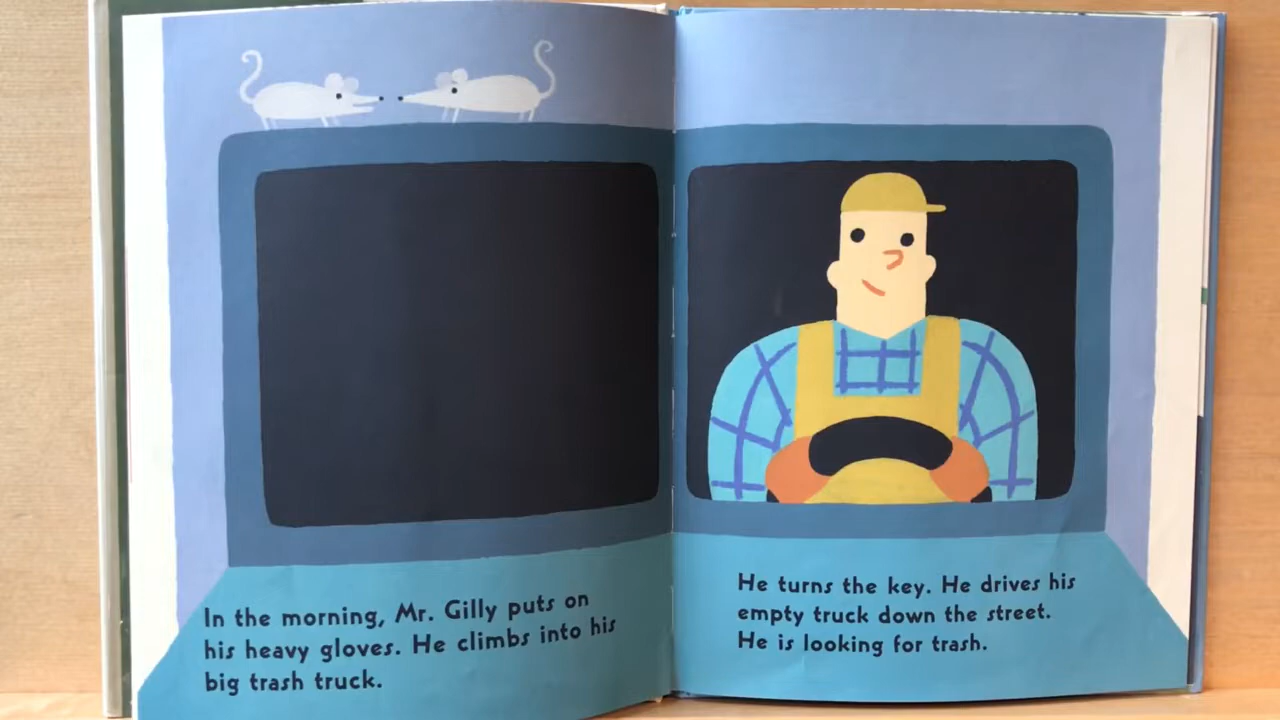 In the morning, Mr. Gilly puts on
his heavy gloves. He climbs into his
big trash truck.
He turns the key. He drives his
empty truck down the street.
He is looking for trash.